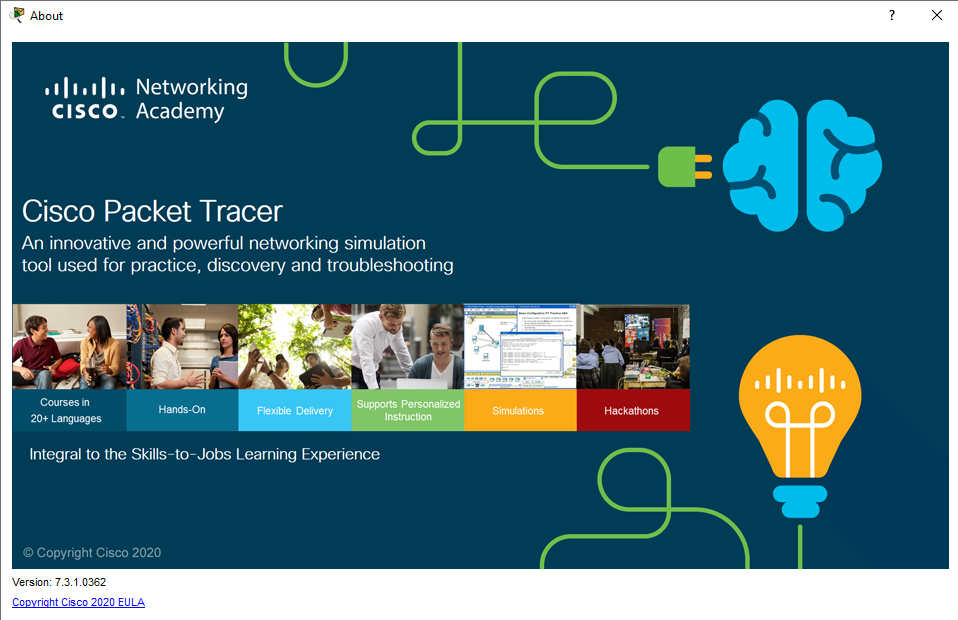 About
?
CISCO
Networking
Academy
Cisco Packet Tracer
An innovative and powerful networking simulation
tool used for practice, discovery and troubleshooting
Courses in
20+ Languages
Hands-On
Flexible Delivery
Supports Personalized
Instruction
Simulations
Hackathons
Integral to the Skills-to-Jobs Learning Experience
© Copyright Cisco 2020
Version: 7.3.1.0362
Copyright Cisco 2020 EULA